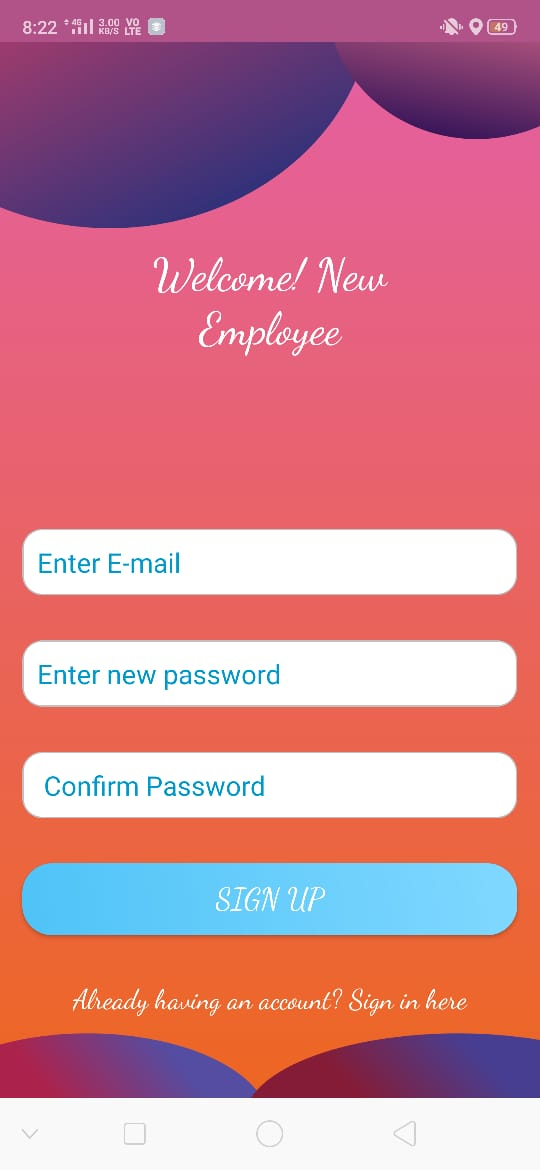 8:22 4G 3.00 KB/S VO LTE 49
Welcome! New
Employee
Enter E-mail
Enter new password
Confirm Password
SIGN UP
Already having an account? Sign in here